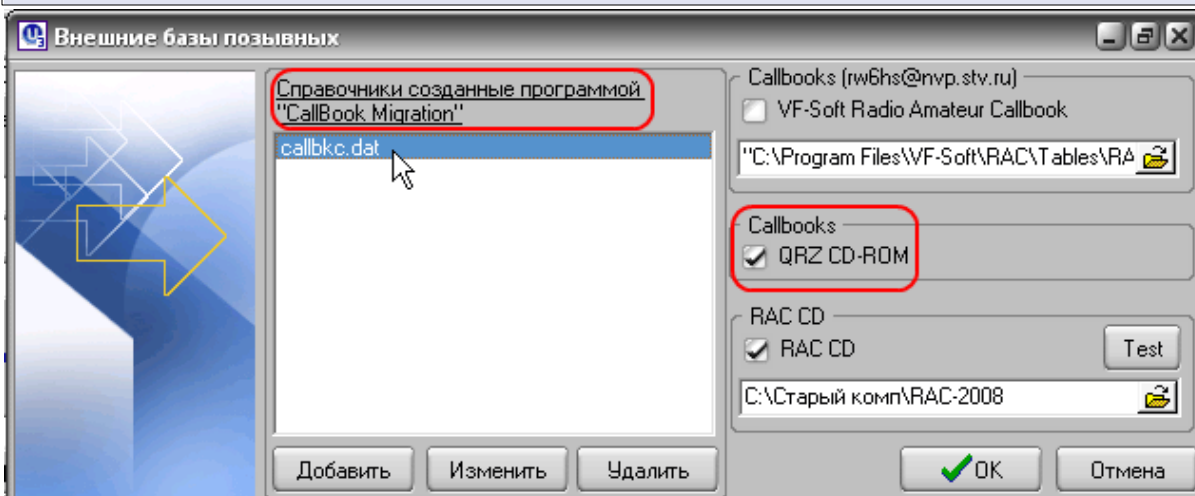 Внешние базы позывных
Справочники созданные программой
"CallBook Migration"
callbkc.dat
Добавить
Изменить
Удалить
Callbooks (rw6hs@nvp.stv.ru)
VF-Soft Radio Amateur Callbook
"C:\Program Files\VF-Soft\RAC\Tables\RA
Callbooks
QRZ CD-ROM
RAC CD
RAC CD
Test
C:\Старый комп\RAC-2008
OK
Отмена